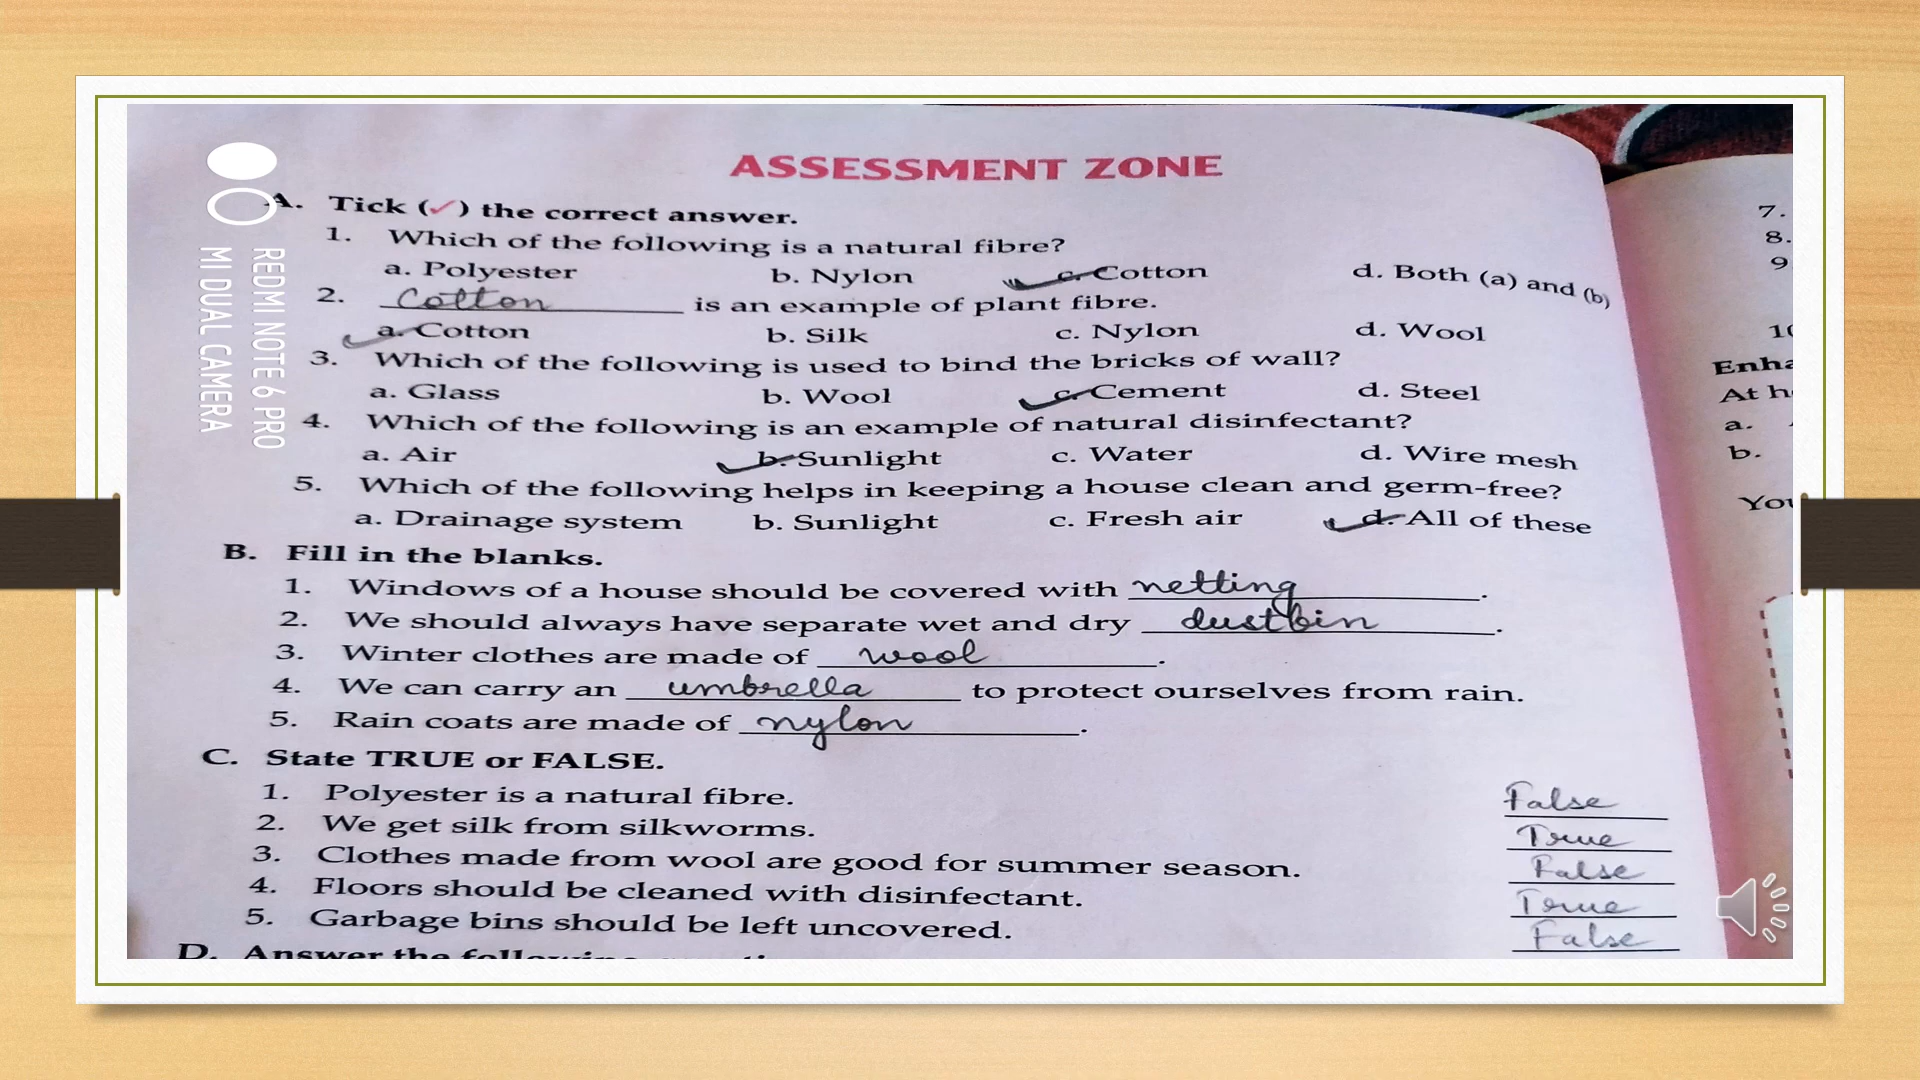 ASSESSMENT ZONE
A. Tick (✓) the correct answer.
1. Which of the following is a natural fibre?
a. Polyester b. Nylon c. Cotton d. Both (a) and (b)
2. Cotton is an example of plant fibre.
a. Cotton b. Silk c. Nylon d. Wool
3. Which of the following is used to bind the bricks of wall?
a. Glass b. Wool c. Cement d. Steel
4. Which of the following is an example of natural disinfectant?
a. Air b. Sunlight c. Water d. Wire mesh
5. Which of the following helps in keeping a house clean and germ-free?
a. Drainage system b. Sunlight c. Fresh air d. All of these
B. Fill in the blanks.
1. Windows of a house should be covered with netting.
2. We should always have separate wet and dry dustbin.
3. Winter clothes are made of wool.
4. We can carry an umbrella to protect ourselves from rain.
5. Rain coats are made of nylon.
C. State TRUE or FALSE.
1. Polyester is a natural fibre. False
2. We get silk from silkworms. True
3. Clothes made from wool are good for summer season. False
4. Floors should be cleaned with disinfectant. True
5. Garbage bins should be left uncovered. False
D. Answer the following
7.
8.
9
At h
a.
b.
REDMI NOTE 6 PRO
MI DUAL CAMERA